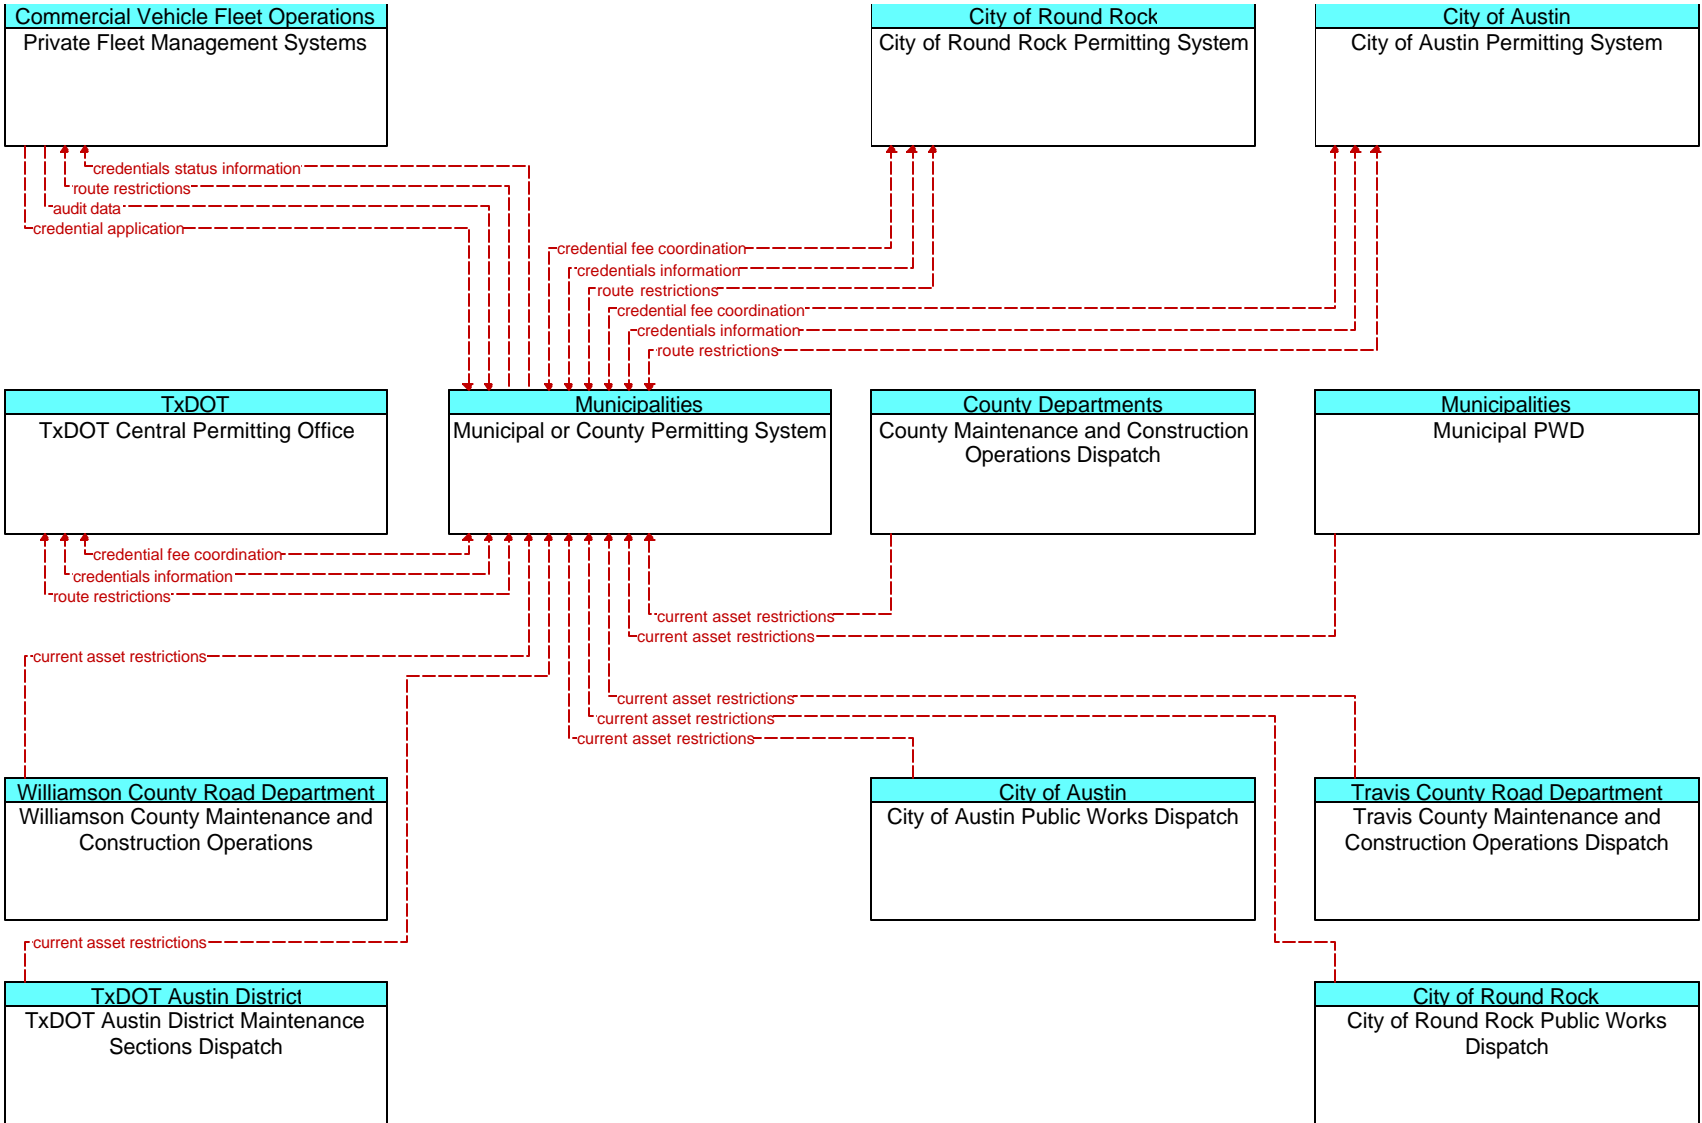 Commercial Vehicle Fleet Operations
Private Fleet Management Systems
City of Round Rock
City of Round Rock Permitting System
City of Austin
City of Austin Permitting System
credentials status information
route restrictions
audit data
credential application
credential fee coordination
credentials information
route restrictions
credential fee coordination
credentials information
route restrictions
TxDOT
TxDOT Central Permitting Office
Municipalities
Municipal or County Permitting System
County Departments
County Maintenance and Construction
Operations Dispatch
Municipalities
Municipal PWD
credential fee coordination
credentials information
route restrictions
current asset restrictions
current asset restrictions
current asset restrictions
current asset restrictions
current asset restrictions
current asset restrictions
Williamson County Road Department
Williamson County Maintenance and
Construction Operations
City of Austin
City of Austin Public Works Dispatch
Travis County Road Department
Travis County Maintenance and
Construction Operations Dispatch
current asset restrictions
TxDOT Austin District
TxDOT Austin District Maintenance
Sections Dispatch
City of Round Rock
City of Round Rock Public Works
Dispatch